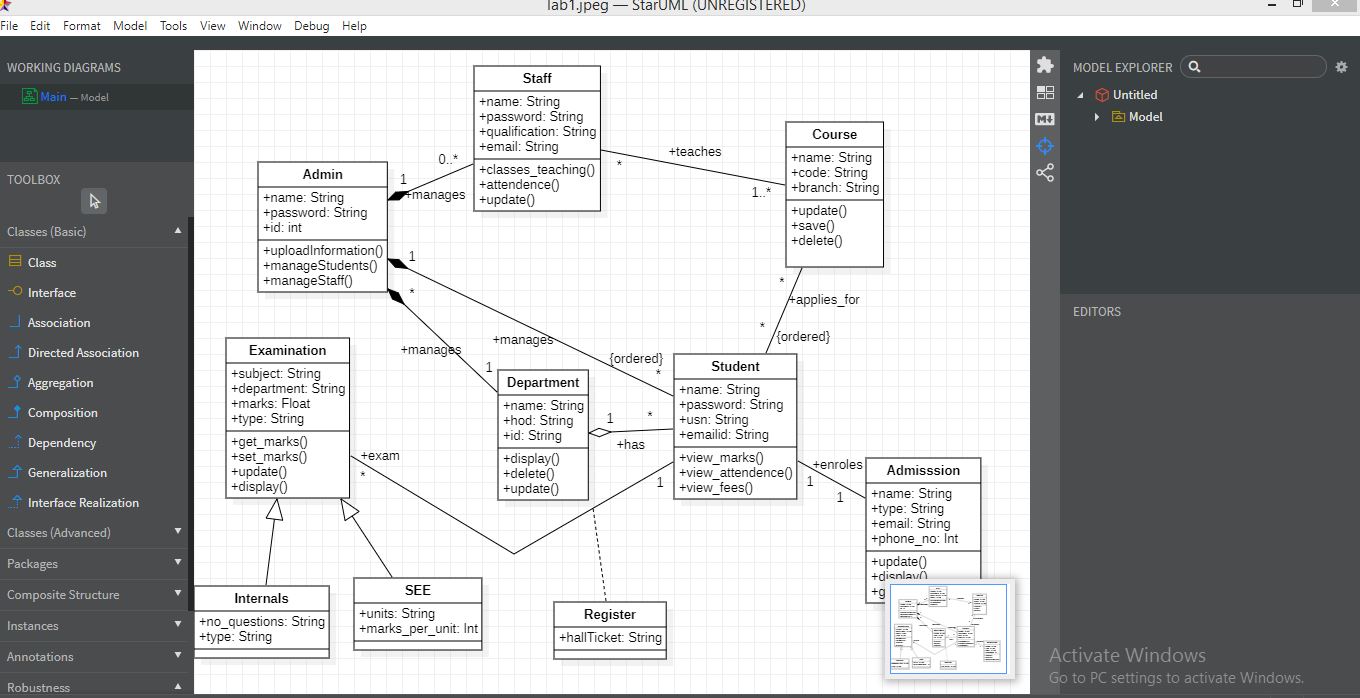 lab1.jpeg — StarUML (UNREGISTERED)
File Edit Format Model Tools View Window Debug Help
WORKING DIAGRAMS
Main — Model
TOOLBOX
Classes (Basic)
Class
Interface
Association
Directed Association
Aggregation
Composition
Dependency
Generalization
Interface Realization
Classes (Advanced)
Packages
Composite Structure
Instances
Annotations
Robustness
Staff
+name: String
+password: String
+qualification: String
+email: String
+classes_teaching()
+attendence()
+update()
Course
+name: String
+code: String
+branch: String
+update()
+save()
+delete()
Admin
+name: String
+password: String
+id: int
+uploadInformation()
+manageStudents()
+manageStaff()
0..*
1
+manages
+teaches
*
1..*
1
*
+manages
+manages
1
{ordered}
*
*
+applies_for
*
{ordered}
Examination
+subject: String
+department: String
+marks: Float
+type: String
+get_marks()
+set_marks()
+update()
+display()
Department
+name: String
+hod: String
+id: String
+display()
+delete()
+update()
1
*
+has
Student
+name: String
+password: String
+usn: String
+emailid: String
+view_marks()
+view_attendence()
+view_fees()
+exam
*
1
+enroles
1
1
Admisssion
+name: String
+type: String
+email: String
+phone_no: Int
+update()
+display()
Internals
+no_questions: String
+type: String
SEE
+units: String
+marks_per_unit: Int
Register
+hallTicket: String
MODEL EXPLORER
Untitled
Model
EDITORS
M
Activate Windows
Go to PC settings to activate Windows.